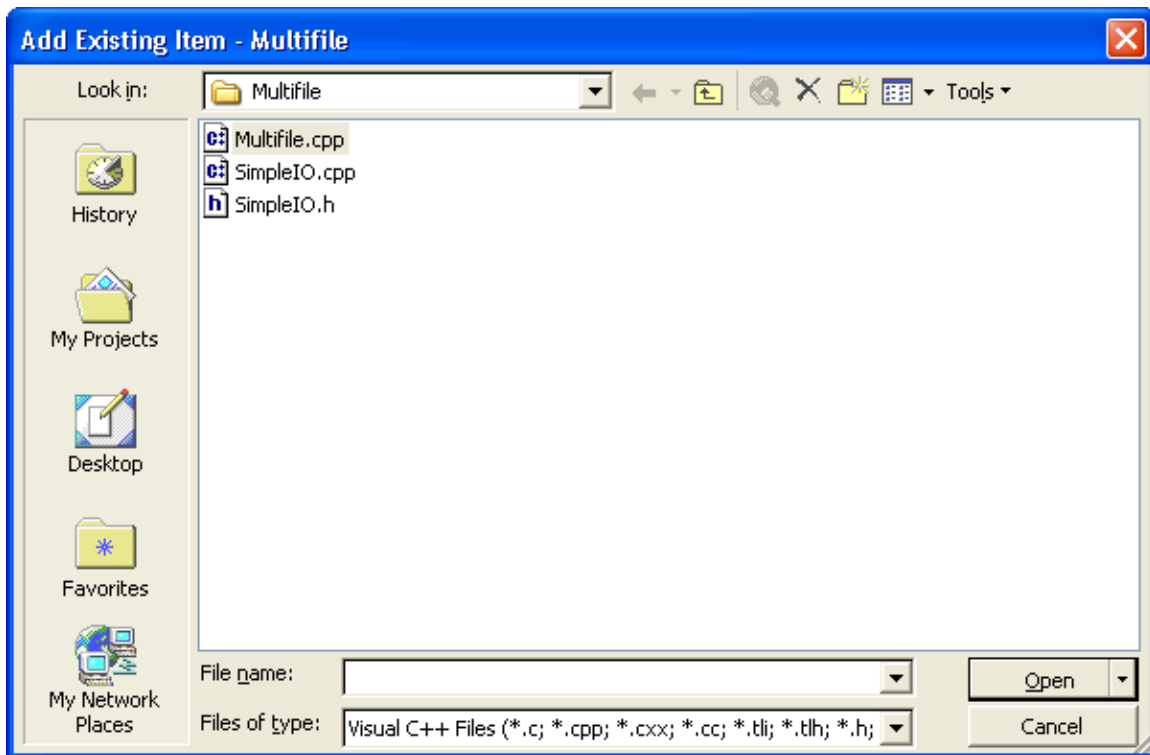 Add Existing Item - Multifile
Look in:
Multifile
Tools
Multifile.cpp
SimpleIO.cpp
SimpleIO.h
History
My Projects
Desktop
Favorites
My Network
Places
File name:
Open
Files of type:
Visual C++ Files (*.c; *.cpp; *.cxx; *.cc; *.tli; *.tlh; *.h;
Cancel